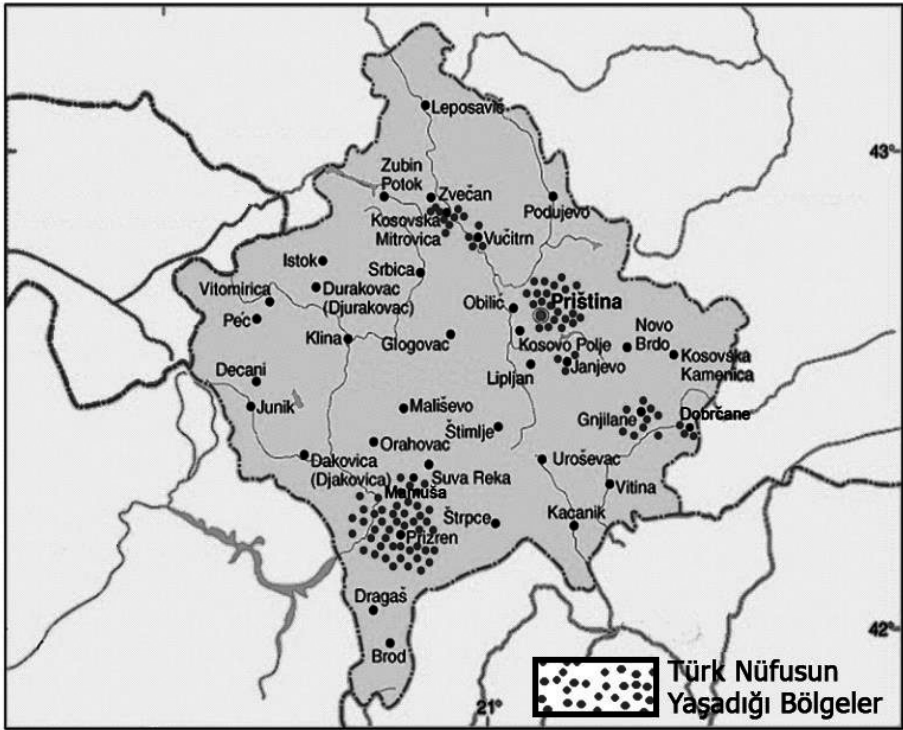 Leposavić
43°
Zubin
Potok
Zvečan
Podujevo
Kosovska
Mitrovica
Vučitrn
Istok
Srbica
Vitomirica
Durakovac
(Djurakovac)
Obilić
Priština
Peć
Klina
Glogovac
Kosovo Polje
Novo
Brdo
Lipljan
Janjevo
Kosovska
Kamenica
Decani
Junik
Mališevo
Gnjilane
Dobrčane
Štimlje
Orahovac
Dakovica
(Djakovica)
Suva Reka
Uroševac
Mamuša
Vitina
Štrpce
Kacanik
Prizren
Dragaš
42°
Brod
21°
Türk Nüfusun
Yaşadığı Bölgeler